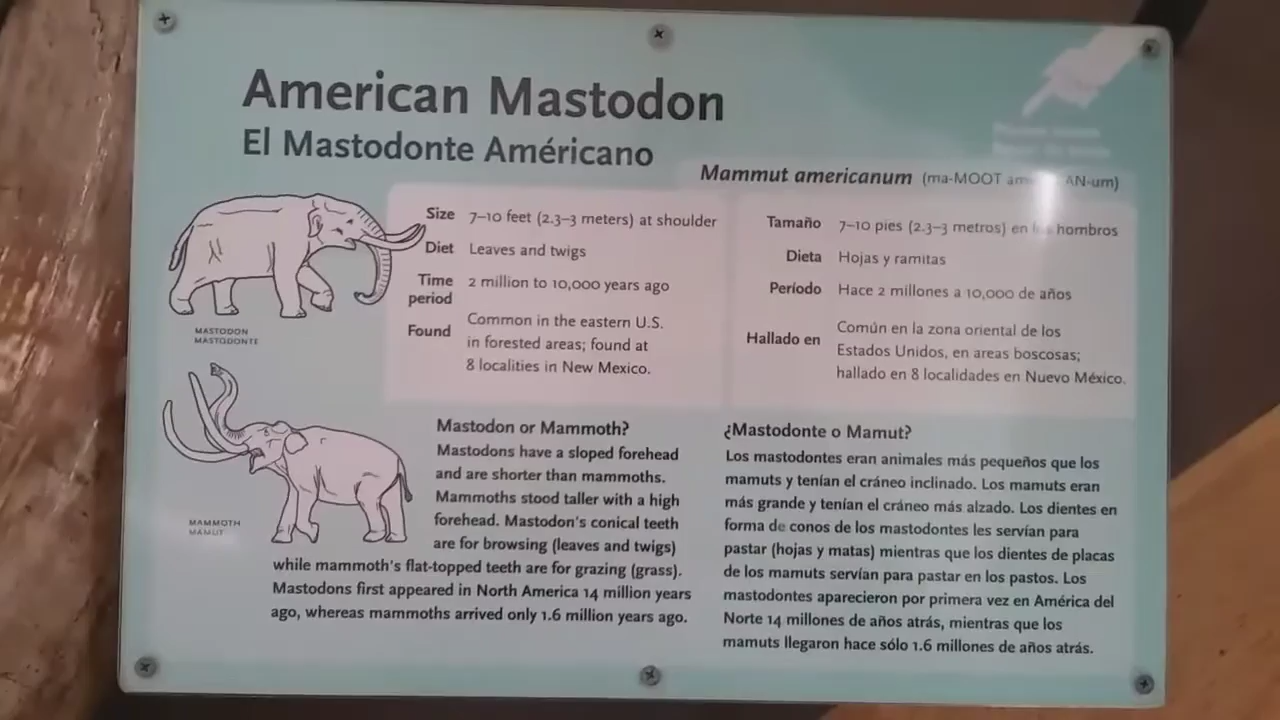 American Mastodon
El Mastodonte Américano
Mammut americanum (ma-MOOT AN-um)
Size 7–10 feet (2.3–3 meters) at shoulder
Diet Leaves and twigs
Time period 2 million to 10,000 years ago
Found Common in the eastern U.S.
in forested areas; found at
8 localities in New Mexico.
Tamaño 7–10 pies (2.3–3 metros) en hombros
Dieta Hojas y ramitas
Período Hace 2 millones a 10,000 de años
Hallado en Común en la zona oriental de los
Estados Unidos, en areas boscosas;
hallado en 8 localidades en Nuevo México.
MASTODON
MASTODONTE
MAMMOTH
MAMUT
Mastodon or Mammoth?
Mastodons have a sloped forehead
and are shorter than mammoths.
Mammoths stood taller with a high
forehead. Mastodon's conical teeth
are for browsing (leaves and twigs)
while mammoth's flat-topped teeth are for grazing (grass).
Mastodons first appeared in North America 14 million years
ago, whereas mammoths arrived only 1.6 million years ago.
¿Mastodonte o Mamut?
Los mastodontes eran animales más pequeños que los
mamuts y tenían el cráneo inclinado. Los mamuts eran
más grande y tenían el cráneo más alzado. Los dientes en
forma de conos de los mastodontes les servían para
pastar (hojas y matas) mientras que los dientes de placas
de los mamuts servían para pastar en los pastos. Los
mastodontes aparecieron por primera vez en América del
Norte 14 millones de años atrás, mientras que los
mamuts llegaron hace sólo 1.6 millones de años atrás.